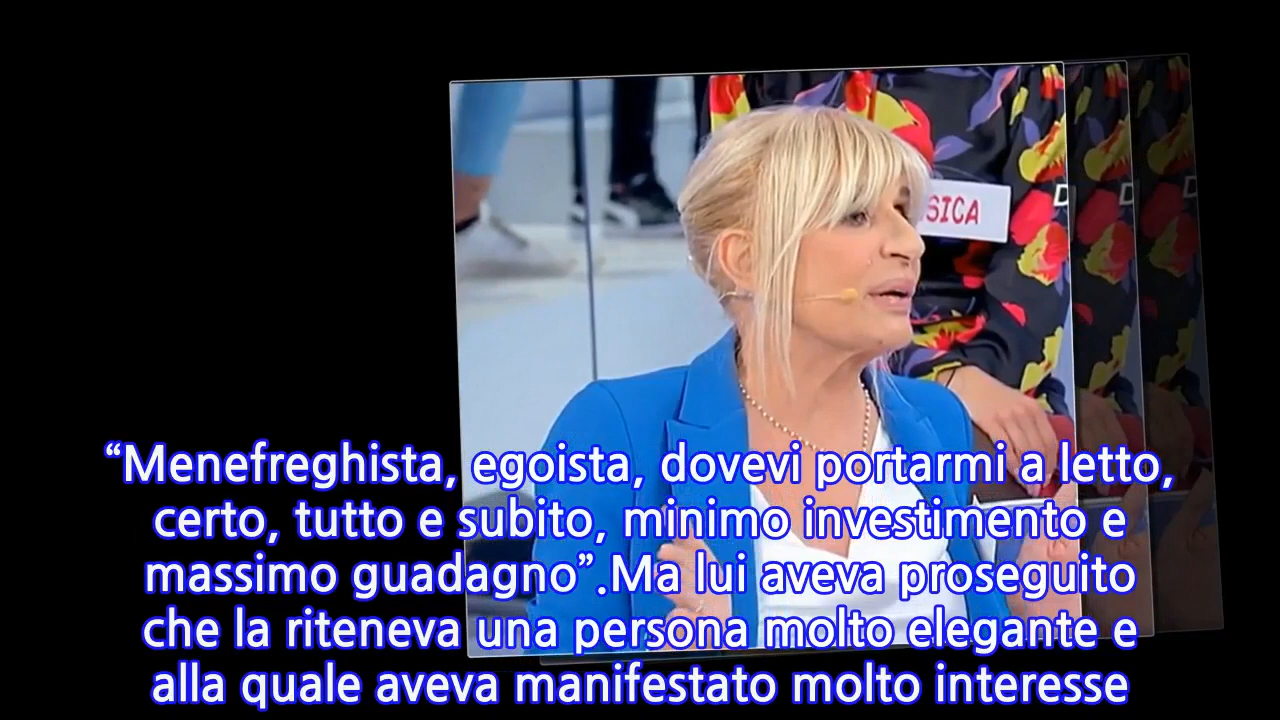 SICA
D
“Menefreghista, egoista, dovevi portarmi a letto,
certo, tutto e subito, minimo investimento e
massimo guadagno”.Ma lui aveva proseguito
che la riteneva una persona molto elegante e
alla quale aveva manifestato molto interesse